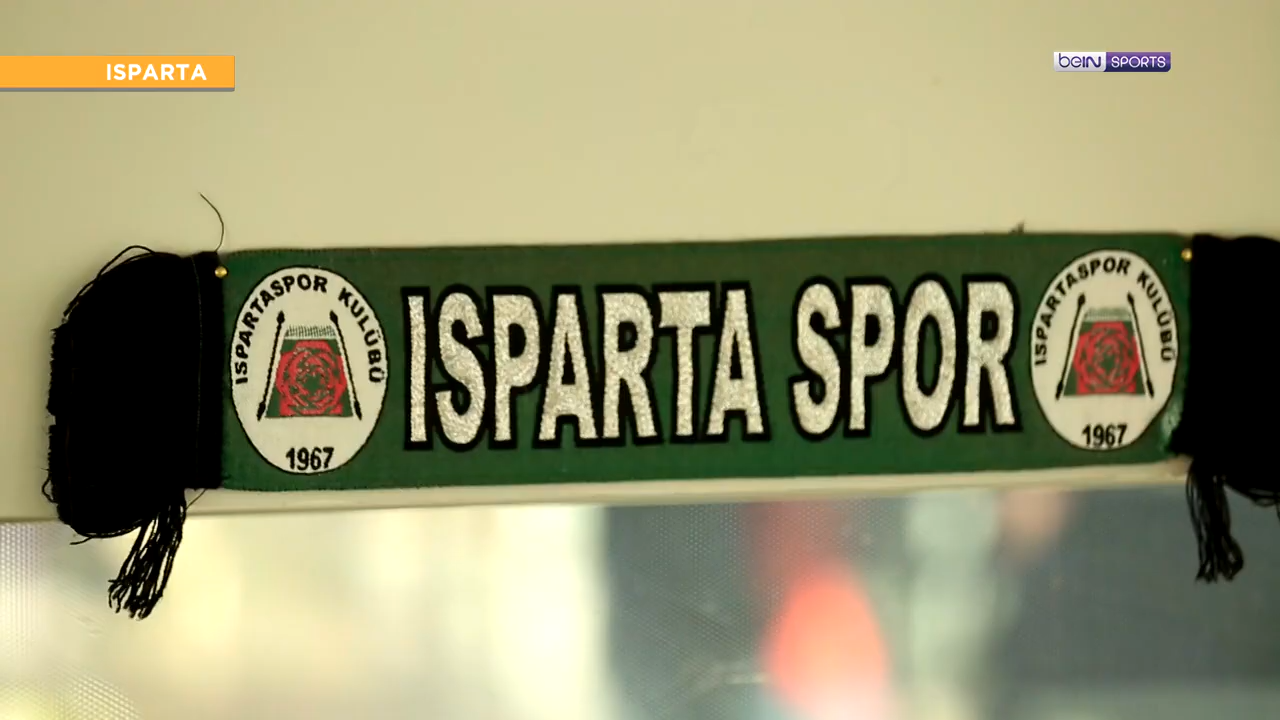 ISPARTA
beIN SPORTS
ISPARTASPOR KULÜBÜ
1967
ISPARTA SPOR
ISPARTASPOR KULÜBÜ
1967